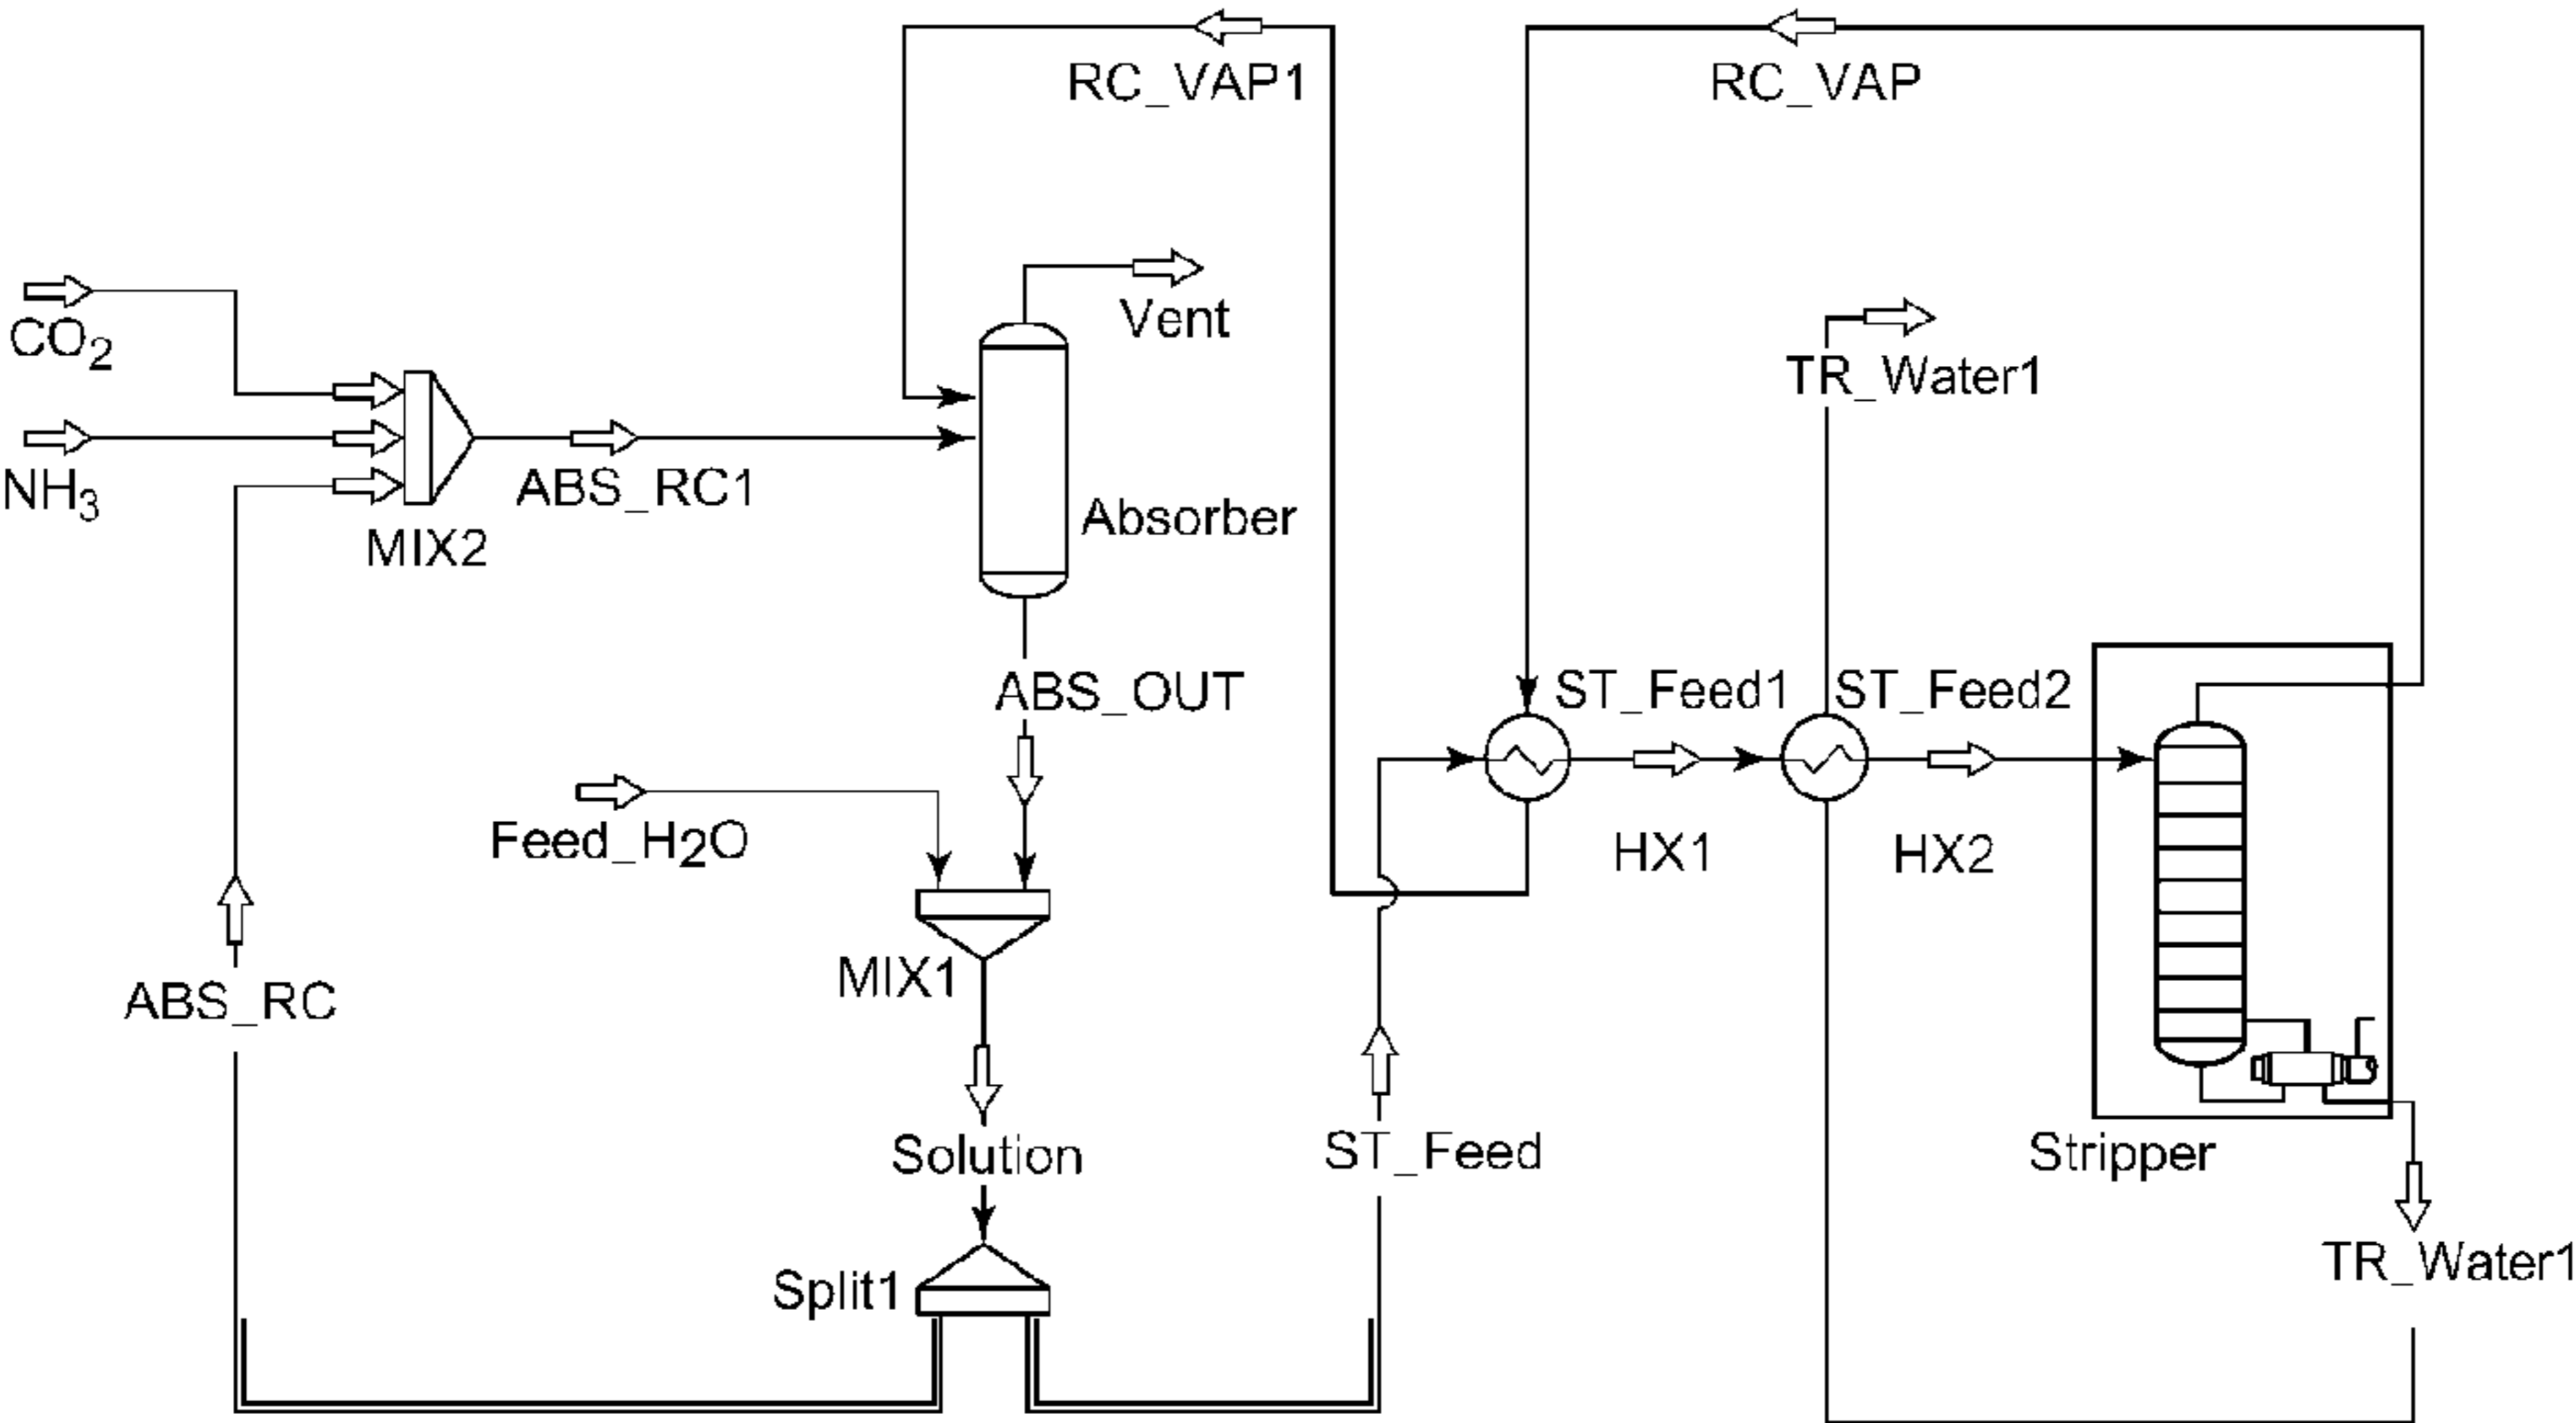 RC_VAP1
RC_VAP
Vent
CO₂
TR_Water1
NH₃
ABS_RC1
Absorber
MIX2
ABS_OUT
ST_Feed1
ST_Feed2
Feed_H2O
HX1
HX2
MIX1
ABS_RC
Solution
ST_Feed
Stripper
Split1
TR_Water1